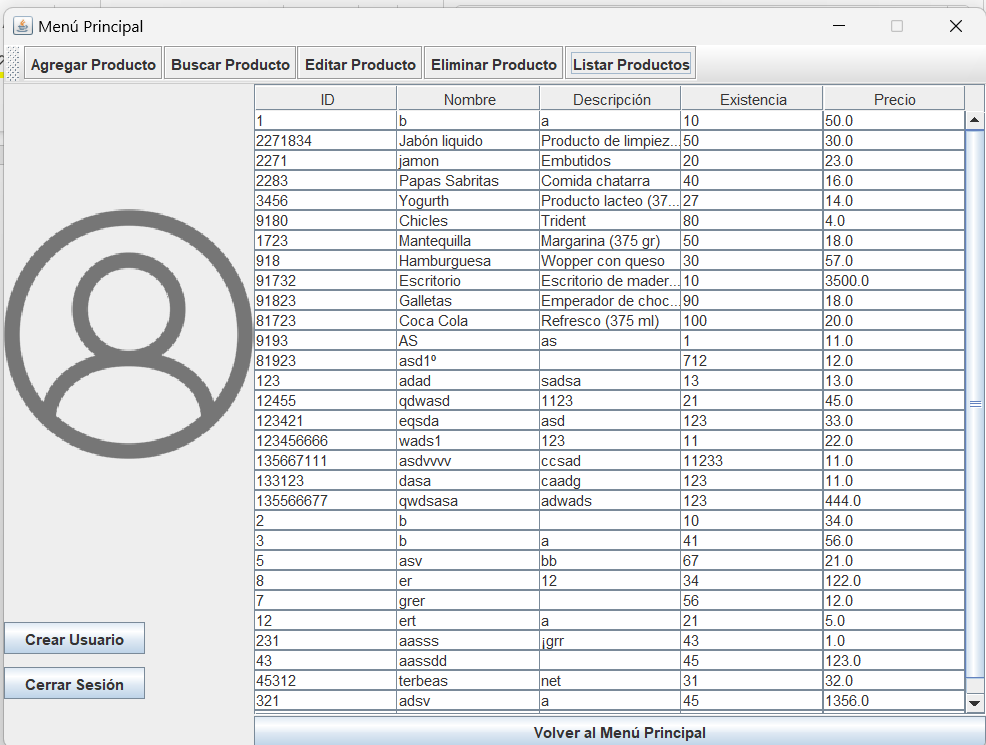 Menú Principal
Agregar Producto Buscar Producto Editar Producto Eliminar Producto Listar Productos
ID Nombre Descripción Existencia Precio
1 b a 10 50.0
2271834 Jabón liquido Producto de limpiez... 50 30.0
2271 jamon Embutidos 20 23.0
2283 Papas Sabritas Comida chatarra 40 16.0
3456 Yogurth Producto lacteo (37... 27 14.0
9180 Chicles Trident 80 4.0
1723 Mantequilla Margarina (375 gr) 50 18.0
918 Hamburguesa Wopper con queso 30 57.0
91732 Escritorio Escritorio de mader... 10 3500.0
91823 Galletas Emperador de choc... 90 18.0
81723 Coca Cola Refresco (375 ml) 100 20.0
9193 AS as 1 11.0
81923 asd1º 712 12.0
123 adad sadsa 13 13.0
12455 qdwasd 1123 21 45.0
123421 eqsda asd 123 33.0
123456666 wads1 123 11 22.0
135667111 asdvvvv ccsad 11233 11.0
133123 dasa caadg 123 11.0
135566677 qwdsasa adwads 123 444.0
2 b 10 34.0
3 b a 41 56.0
5 asv bb 67 21.0
8 er 12 34 122.0
7 grer 56 12.0
12 ert a 21 5.0
231 aasss ¡grr 43 1.0
43 aassdd 45 123.0
45312 terbeas net 31 32.0
321 adsv a 45 1356.0
Crear Usuario
Cerrar Sesión
Volver al Menú Principal